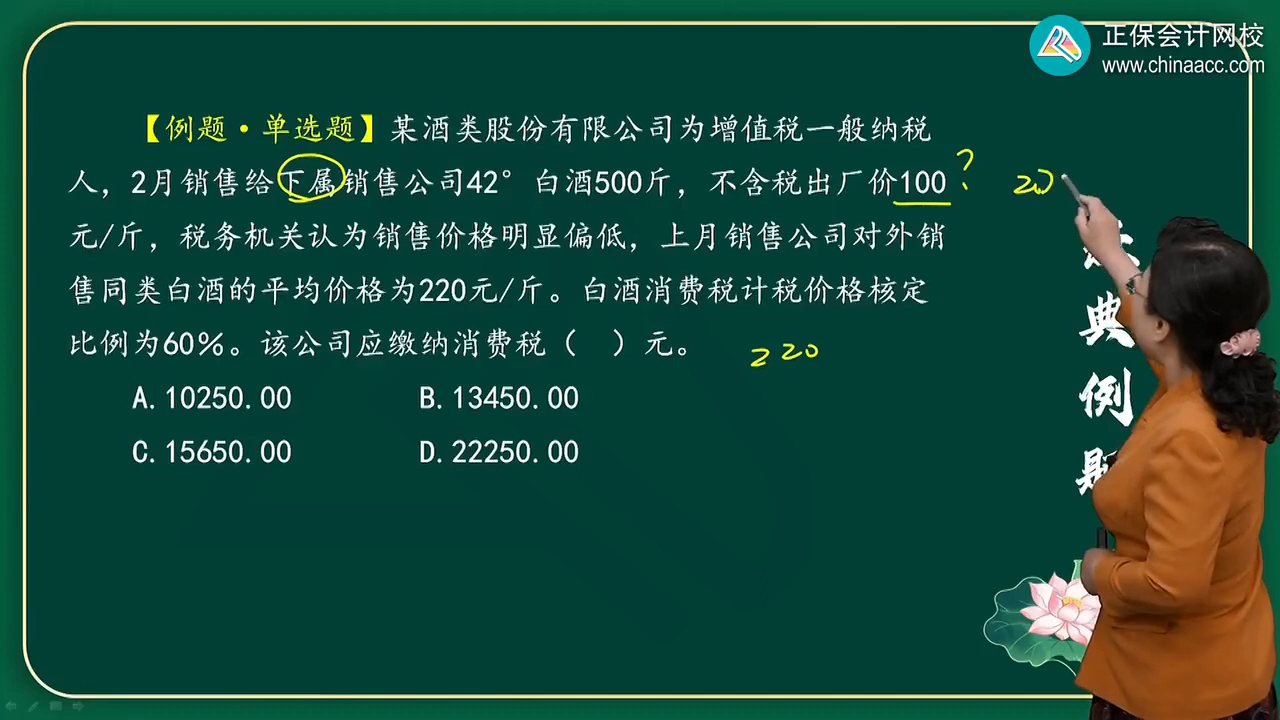 正保会计网校
www.chinaacc.com
【例题·单选题】某酒类股份有限公司为增值税一般纳税
人，2月销售给下属销售公司42°白酒500斤，不含税出厂价100 ?
元/斤，税务机关认为销售价格明显偏低，上月销售公司对外销
售同类白酒的平均价格为220元/斤。白酒消费税计税价格核定
比例为60%。该公司应缴纳消费税（　）元。
220
A.10250.00　B.13450.00
C.15650.00　D.22250.00
典
例